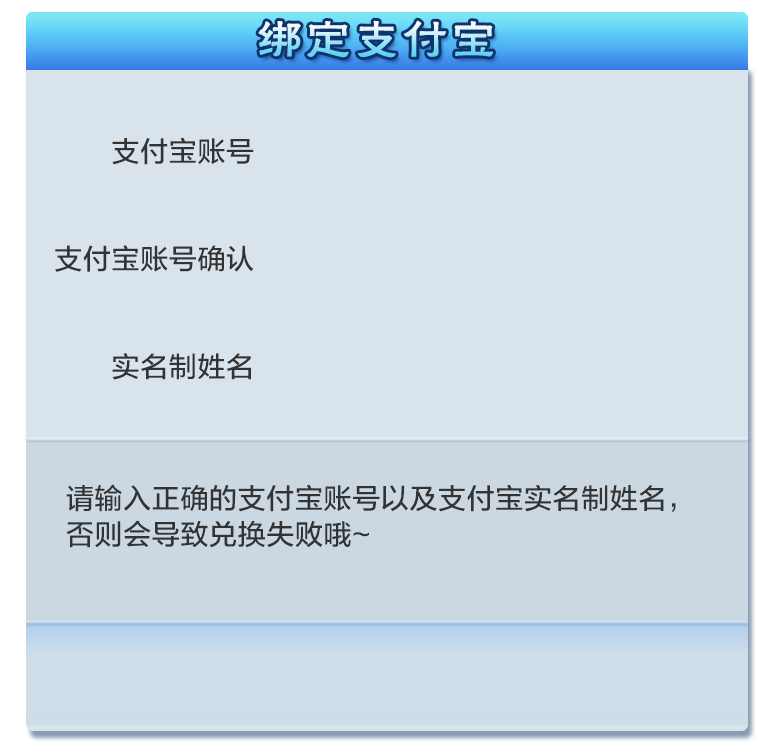 绑定支付宝
支付宝账号
支付宝账号确认
实名制姓名
请输入正确的支付宝账号以及支付宝实名制姓名，
否则会导致兑换失败哦~